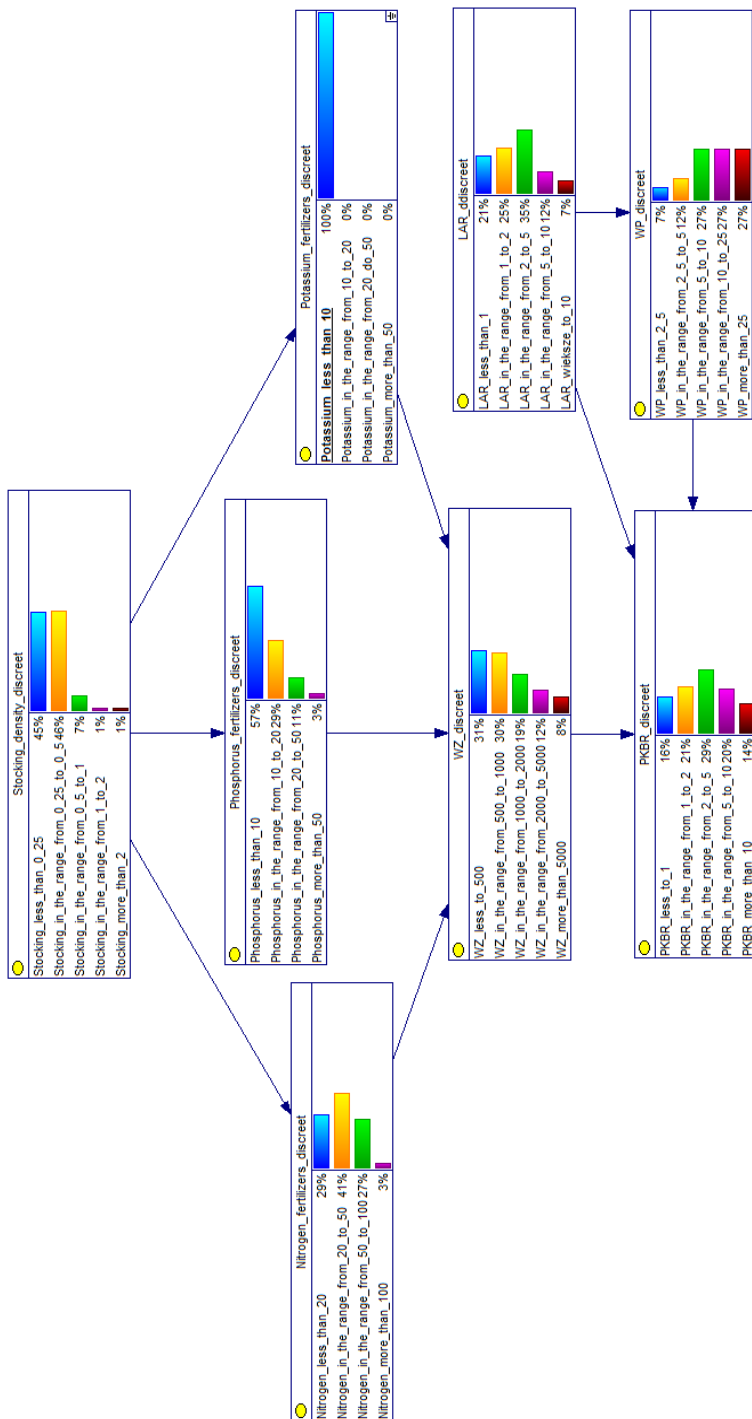 Stocking_density_discreet
Stocking_less_than_0_25 45%
Stocking_in_the_range_from_0_25_to_0_5 46%
Stocking_in_the_range_from_0_5_to_1 7%
Stocking_in_the_range_from_1_to_2 1%
Stocking_more_than_2 1%
Nitrogen_fertilizers_discreet
Nitrogen_less_than_20 29%
Nitrogen_in_the_range_from_20_to_50 41%
Nitrogen_in_the_range_from_50_to_100 27%
Nitrogen_more_than_100 3%
Phosphorus_fertilizers_discreet
Phosphorus_less_than_10 57%
Phosphorus_in_the_range_from_10_to_20 29%
Phosphorus_in_the_range_from_20_to_50 11%
Phosphorus_more_than_50 3%
Potassium_fertilizers_discreet
Potassium_less_than_10 100%
Potassium_in_the_range_from_10_to_20 0%
Potassium_in_the_range_from_20_do_50 0%
Potassium_more_than_50 0%
WZ_discreet
WZ_less_to_500 31%
WZ_in_the_range_from_500_to_1000 30%
WZ_in_the_range_from_1000_to_2000 19%
WZ_in_the_range_from_2000_to_5000 12%
WZ_more_than_5000 8%
LAR_ddiscreet
LAR_less_than_1 21%
LAR_in_the_range_from_1_to_2 25%
LAR_in_the_range_from_2_to_5 35%
LAR_in_the_range_from_5_to_10 12%
LAR_wieksze_to_10 7%
PKBR_discreet
PKBR_less_to_1 16%
PKBR_in_the_range_from_1_to_2 21%
PKBR_in_the_range_from_2_to_5 29%
PKBR_in_the_range_from_5_to_10 20%
PKBR_more_than_10 14%
WP_discreet
WP_less_than_2_5 7%
WP_in_the_range_from_2_5_to_5 12%
WP_in_the_range_from_5_to_10 27%
WP_in_the_range_from_10_to_25 27%
WP_more_than_25 27%